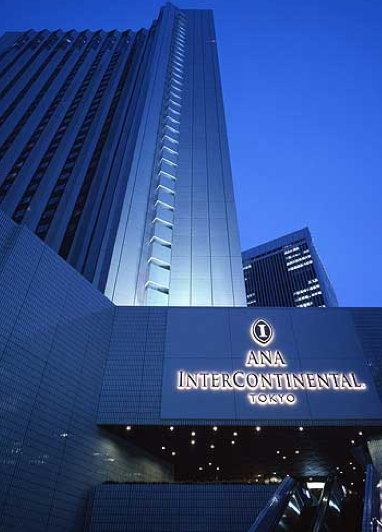 I
ANA
INTERCONTINENTAL.
TOKYO